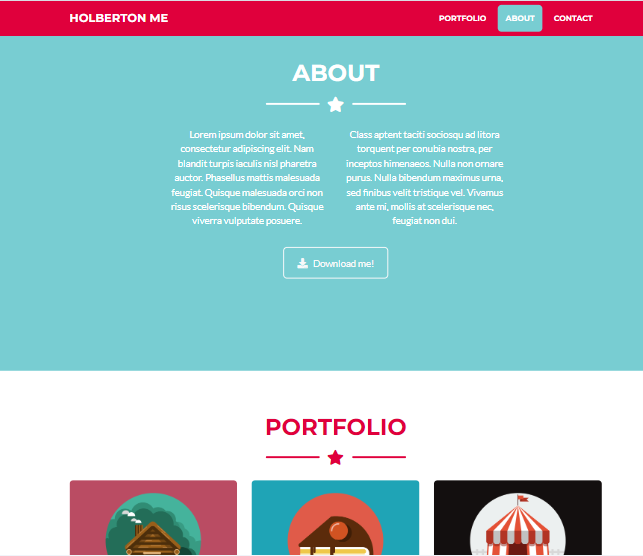 HOLBERTON ME
PORTFOLIO
ABOUT
CONTACT
ABOUT
Lorem ipsum dolor sit amet,
consectetur adipiscing elit. Nam
blandit turpis iaculis nisl pharetra
auctor. Phasellus mattis malesuada
feugiat. Quisque malesuada orci non
risus scelerisque bibendum. Quisque
viverra vulputate posuere.
Class aptent taciti sociosqu ad litora
torquent per conubia nostra, per
inceptos himenaeos. Nulla non ornare
purus. Nulla bibendum maximus urna,
sed finibus velit tristique vel. Vivamus
ante mi, mollis at scelerisque nec,
feugiat non dui.
Download me!
PORTFOLIO